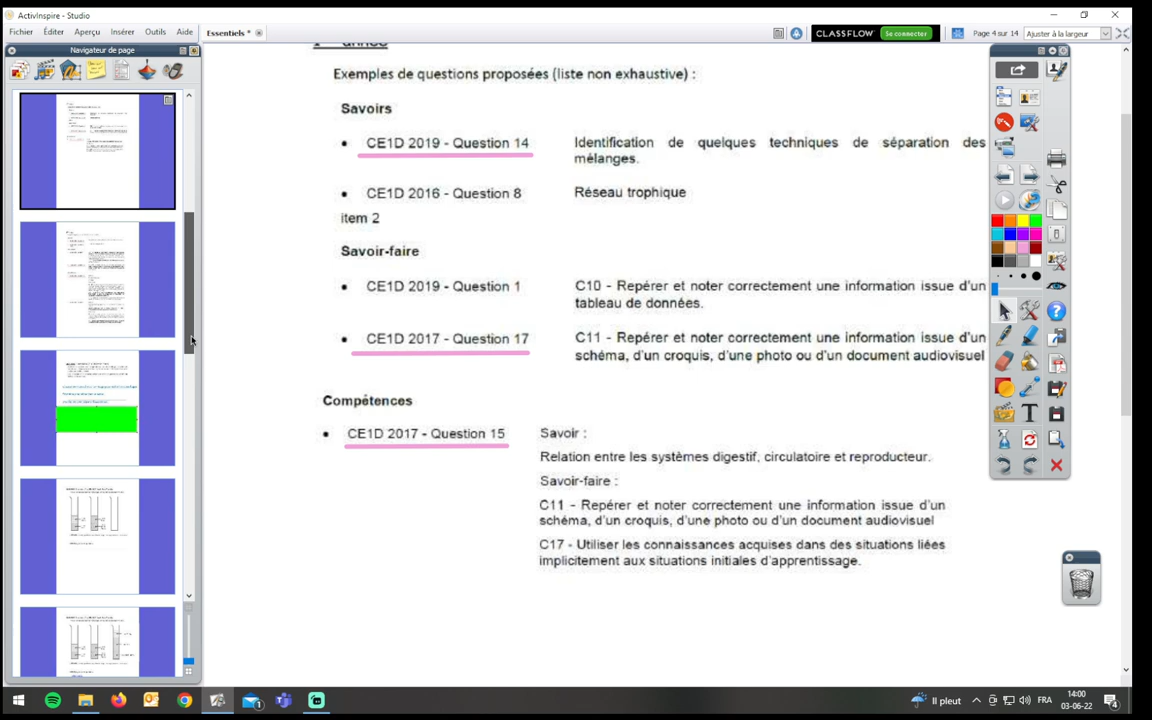 ActivInspire - Studio
Fichier Éditer Aperçu Insérer Outils Aide
Essentiels *
CLASSFLOW Se connecter
Page 4 sur 14
Ajuster à la largeur
Navigateur de page
Exemples de questions proposées (liste non exhaustive) :
Savoirs
• CE1D 2019 - Question 14 Identification de quelques techniques de séparation des
mélanges.
• CE1D 2016 - Question 8 Réseau trophique
item 2
Savoir-faire
• CE1D 2019 - Question 1 C10 - Repérer et noter correctement une information issue d'un
tableau de données.
• CE1D 2017 - Question 17 C11 - Repérer et noter correctement une information issue d'un
schéma, d'un croquis, d'une photo ou d'un document audiovisuel
Compétences
• CE1D 2017 - Question 15 Savoir :
Relation entre les systèmes digestif, circulatoire et reproducteur.
Savoir-faire :
C11 - Repérer et noter correctement une information issue d'un
schéma, d'un croquis, d'une photo ou d'un document audiovisuel
C17 - Utiliser les connaissances acquises dans des situations liées
implicitement aux situations initiales d'apprentissage.
Il pleut
FRA
14:00
03-06-22